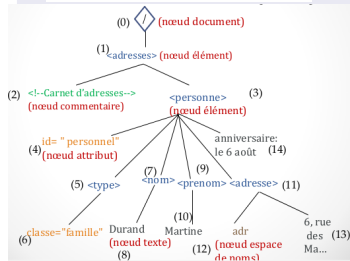 (0) / (nœud document)
(1) <adresses> (nœud élément)
(2) <!--Carnet d'adresses-->
(nœud commentaire)
<personne> (3)
(nœud élément)
id= " personnel"
(4) (nœud attribut)
anniversaire:
le 6 août (14)
(5) <type> (7) <nom> <prenom> (9) <adresse> (11)
classe="famille"
(6)
Durand
(nœud texte)
(8)
(10)
Martine
adr
(12) (nœud espace
de noms)
6, rue
des (13)
Ma...